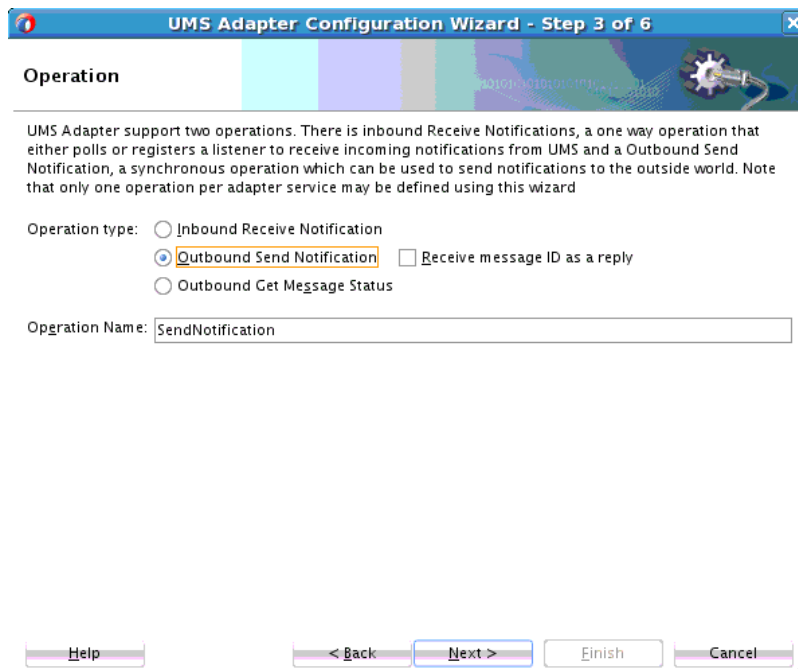 UMS Adapter Configuration Wizard - Step 3 of 6
Operation
UMS Adapter support two operations. There is inbound Receive Notifications, a one way operation that
either polls or registers a listener to receive incoming notifications from UMS and a Outbound Send
Notification, a synchronous operation which can be used to send notifications to the outside world. Note
that only one operation per adapter service may be defined using this wizard
Operation type: Inbound Receive Notification
Outbound Send Notification Receive message ID as a reply
Outbound Get Message Status
Operation Name: SendNotification
Help < Back Next > Finish Cancel